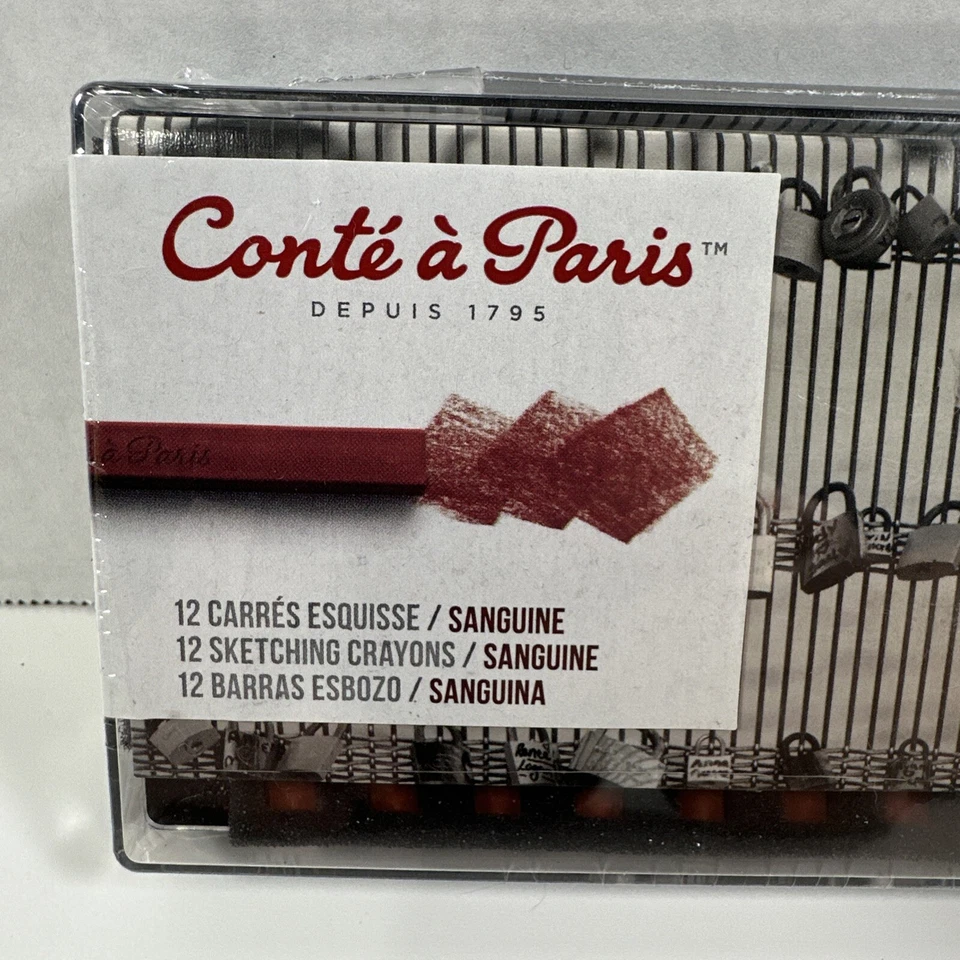 Conté à Paris™
DEPUIS 1795
à Paris
12 CARRÉS ESQUISSE / SANGUINE
12 SKETCHING CRAYONS / SANGUINE
12 BARRAS ESBOZO / SANGUINA